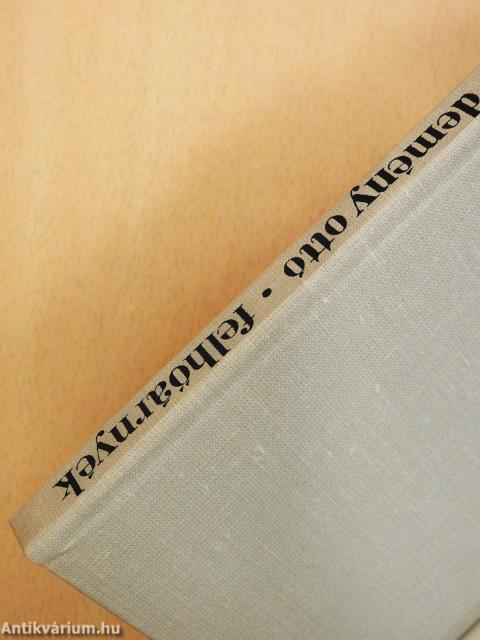 demény ottó • felhőárnyék
Antikvárium.hu